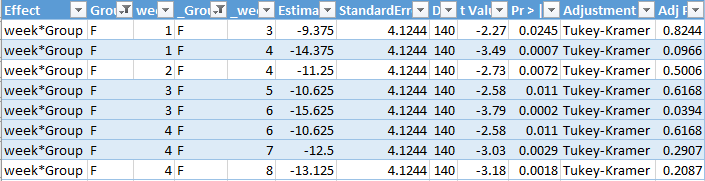 Effect Grou wee _Grou _wee Estima StandardErr D t Valu Pr > | Adjustment Adj P
week*Group F 1 F 3 -9.375 4.1244 140 -2.27 0.0245 Tukey-Kramer 0.8244
week*Group F 1 F 4 -14.375 4.1244 140 -3.49 0.0007 Tukey-Kramer 0.0966
week*Group F 2 F 4 -11.25 4.1244 140 -2.73 0.0072 Tukey-Kramer 0.5006
week*Group F 3 F 5 -10.625 4.1244 140 -2.58 0.011 Tukey-Kramer 0.6168
week*Group F 3 F 6 -15.625 4.1244 140 -3.79 0.0002 Tukey-Kramer 0.0394
week*Group F 4 F 6 -10.625 4.1244 140 -2.58 0.011 Tukey-Kramer 0.6168
week*Group F 4 F 7 -12.5 4.1244 140 -3.03 0.0029 Tukey-Kramer 0.2907
week*Group F 4 F 8 -13.125 4.1244 140 -3.18 0.0018 Tukey-Kramer 0.2087